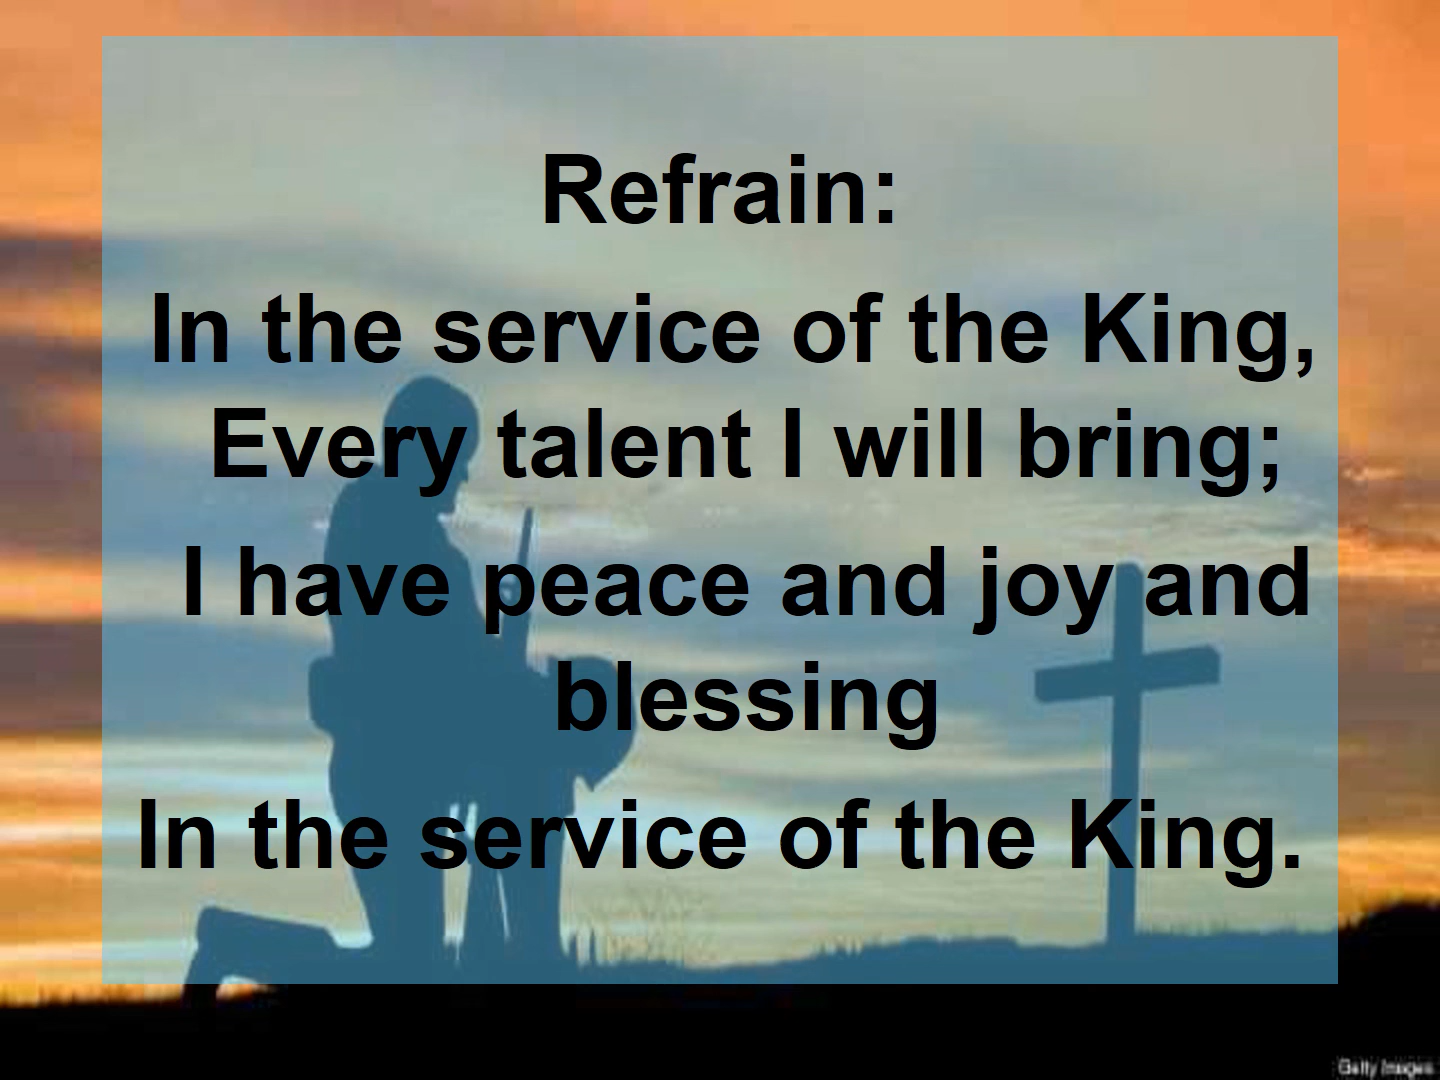 Refrain:
In the service of the King,
Every talent I will bring;
I have peace and joy and
blessing
In the service of the King.
Getty Images